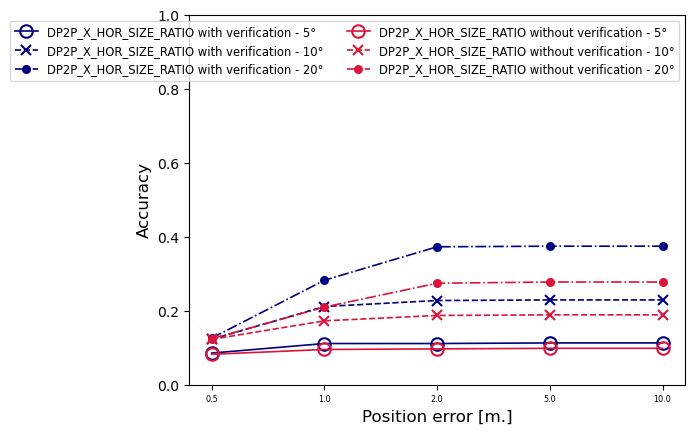 1.0
DP2P_X_HOR_SIZE_RATIO with verification - 5° DP2P_X_HOR_SIZE_RATIO without verification - 5°
DP2P_X_HOR_SIZE_RATIO with verification - 10° DP2P_X_HOR_SIZE_RATIO without verification - 10°
DP2P_X_HOR_SIZE_RATIO with verification - 20° DP2P_X_HOR_SIZE_RATIO without verification - 20°
0.8
0.6
Accuracy
0.4
0.2
0.0
0.5 1.0 2.0 5.0 10.0
Position error [m.]